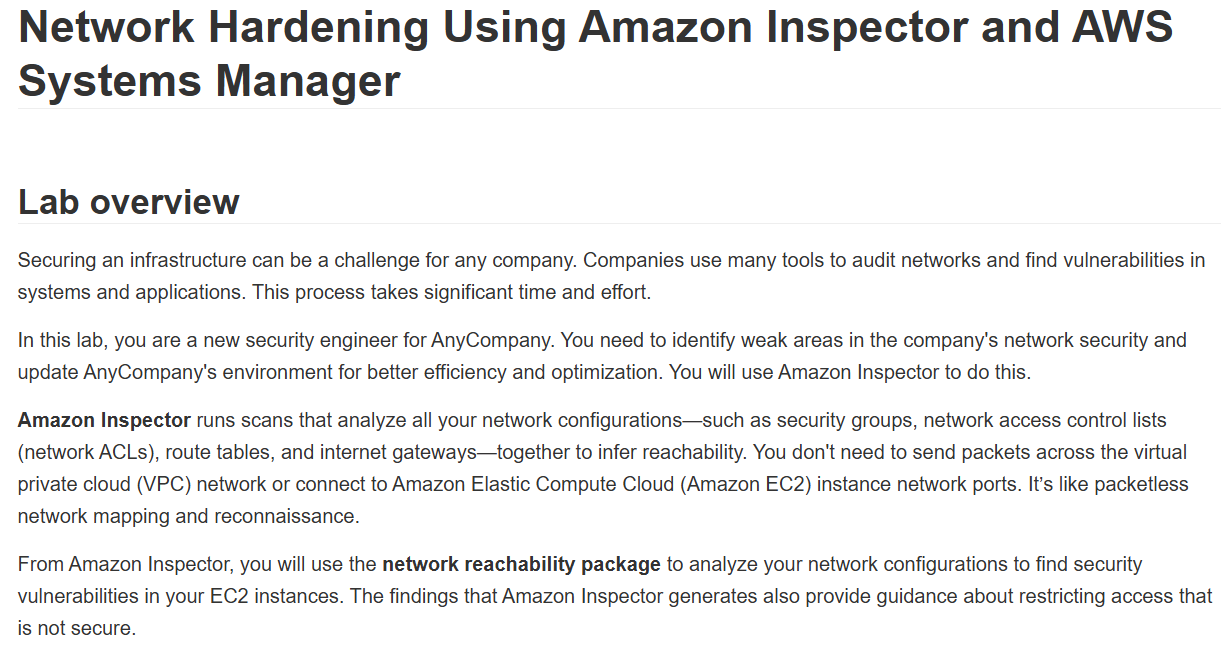 Network Hardening Using Amazon Inspector and AWS
Systems Manager
Lab overview
Securing an infrastructure can be a challenge for any company. Companies use many tools to audit networks and find vulnerabilities in
systems and applications. This process takes significant time and effort.
In this lab, you are a new security engineer for AnyCompany. You need to identify weak areas in the company's network security and
update AnyCompany's environment for better efficiency and optimization. You will use Amazon Inspector to do this.
Amazon Inspector runs scans that analyze all your network configurations—such as security groups, network access control lists
(network ACLs), route tables, and internet gateways—together to infer reachability. You don't need to send packets across the virtual
private cloud (VPC) network or connect to Amazon Elastic Compute Cloud (Amazon EC2) instance network ports. It’s like packetless
network mapping and reconnaissance.
From Amazon Inspector, you will use the network reachability package to analyze your network configurations to find security
vulnerabilities in your EC2 instances. The findings that Amazon Inspector generates also provide guidance about restricting access that
is not secure.